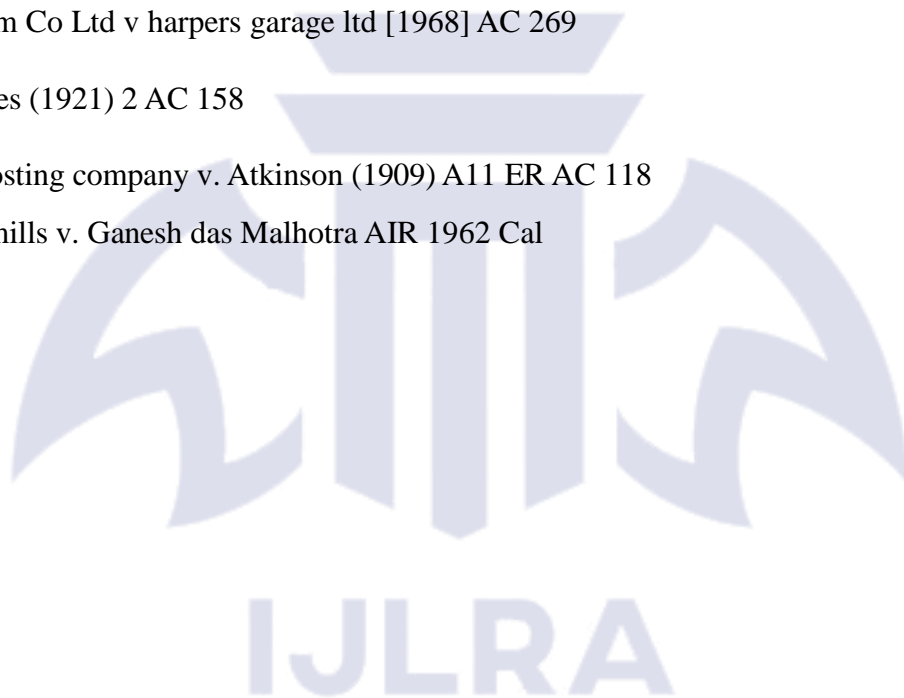 m Co Ltd v harpers garage ltd [1968] AC 269
es (1921) 2 AC 158
osting company v. Atkinson (1909) A11 ER AC 118
hills v. Ganesh das Malhotra AIR 1962 Cal
IJLRA